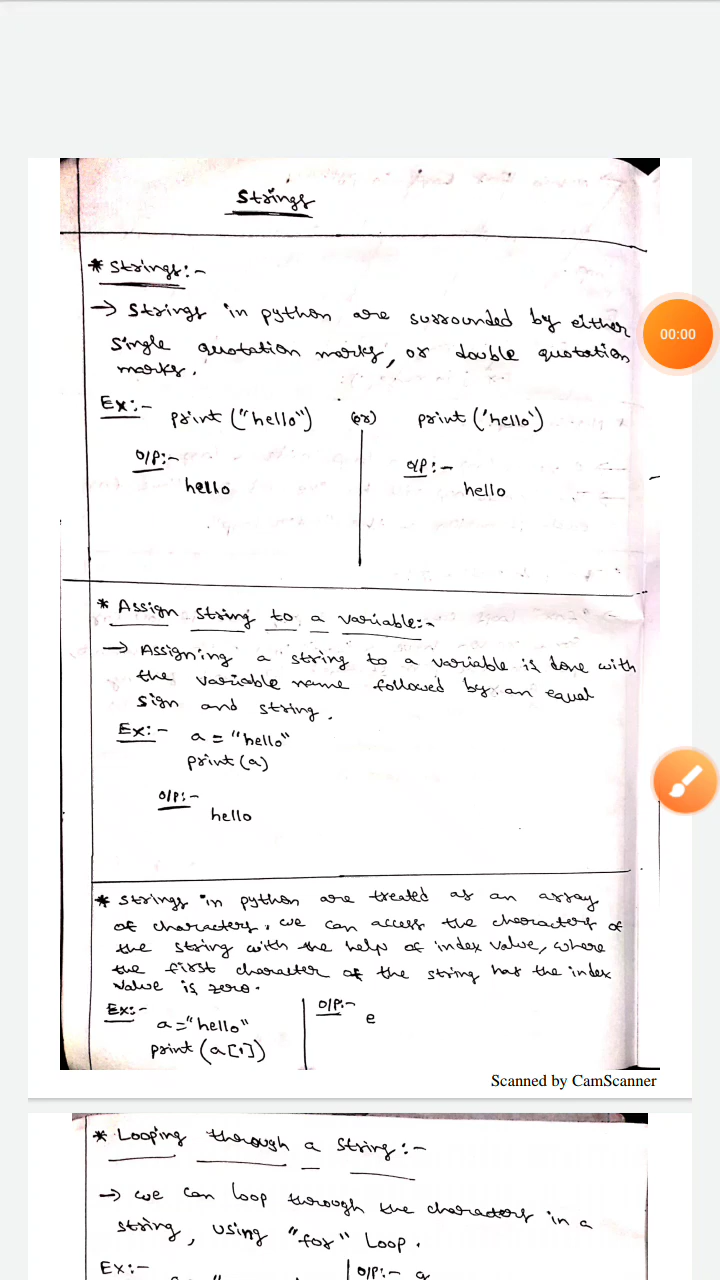 Strings
* Strings:-
→ Strings in python are surrounded by either
single quotation marks, or double quotation
marks.
Ex:- print ("hello") (or) print ('hello')
O/P:- O/P:-
hello hello
00:00
* Assign string to a variable:-
→ Assigning a string to a variable is done with
the variable name followed by an equal
sign and string.
Ex:- a = "hello"
print (a)
O/P:-
hello
* Strings in python are treated as an array
of characters, we can access the characters of
the string with the help of index value, where
the first character of the string has the index
value is zero.
Ex:- O/P:-
a="hello" e
print (a[1])
Scanned by CamScanner
* Looping through a string:-
→ we can loop through the characters in a
string, using "for" Loop.
Ex:- O/P:- a